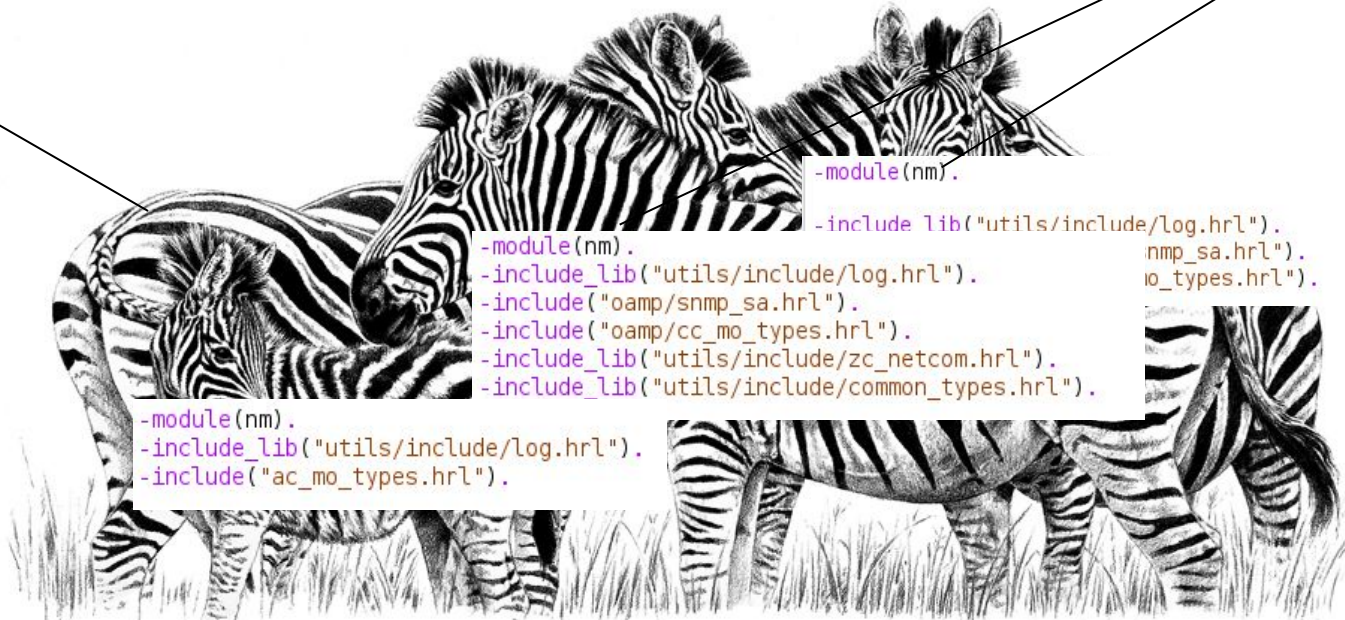 -module(nm).
-include_lib("utils/include/log.hrl").
snmp_sa.hrl").
mo_types.hrl").
-module(nm).
-include_lib("utils/include/log.hrl").
-include("oamp/snmp_sa.hrl").
-include("oamp/cc_mo_types.hrl").
-include_lib("utils/include/zc_netcom.hrl").
-include_lib("utils/include/common_types.hrl").
-module(nm).
-include_lib("utils/include/log.hrl").
-include("ac_mo_types.hrl").